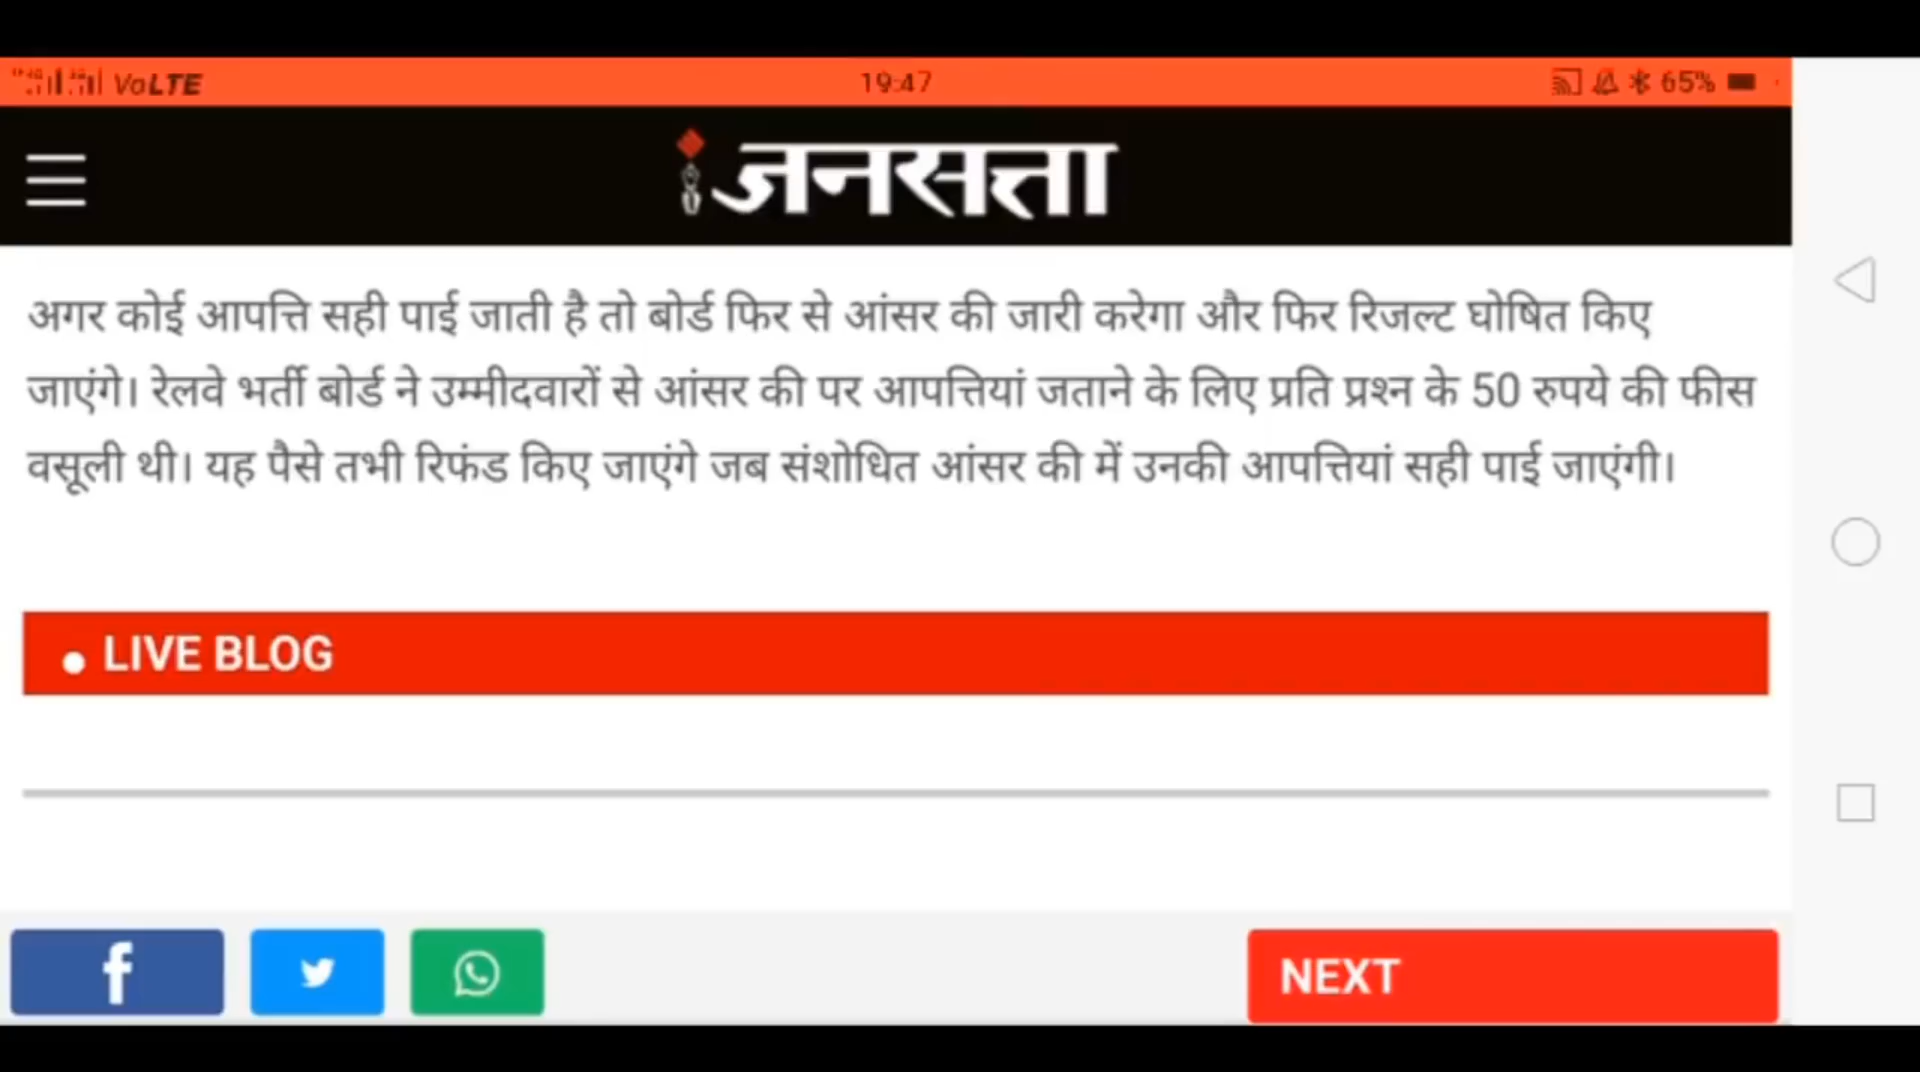 VoLTE 19:47 65%
जनसत्ता
अगर कोई आपत्ति सही पाई जाती है तो बोर्ड फिर से आंसर की जारी करेगा और फिर रिजल्ट घोषित किए
जाएंगे। रेलवे भर्ती बोर्ड ने उम्मीदवारों से आंसर की पर आपत्तियां जताने के लिए प्रति प्रश्न के 50 रुपये की फीस
वसूली थी। यह पैसे तभी रिफंड किए जाएंगे जब संशोधित आंसर की में उनकी आपत्तियां सही पाई जाएंगी।
LIVE BLOG
NEXT